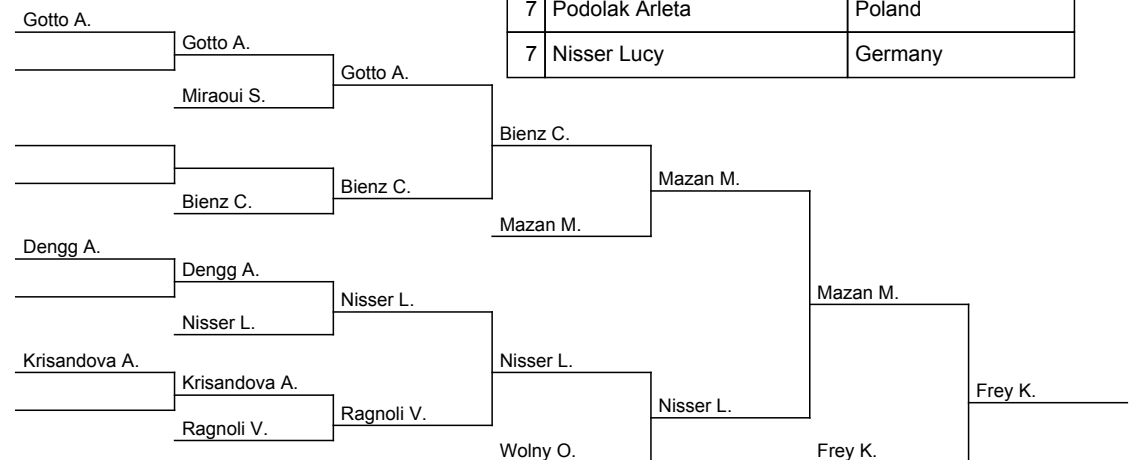 7 Podolak Arleta Poland
Gotto A.
Gotto A.
7 Nisser Lucy Germany
Gotto A.
Miraoui S.
Bienz C.
Mazan M.
Bienz C.
Bienz C.
Mazan M.
Dengg A.
Dengg A.
Mazan M.
Nisser L.
Nisser L.
Krisandova A.
Nisser L.
Krisandova A.
Frey K.
Nisser L.
Ragnoli V.
Ragnoli V.
Wolny O.
Frey K.